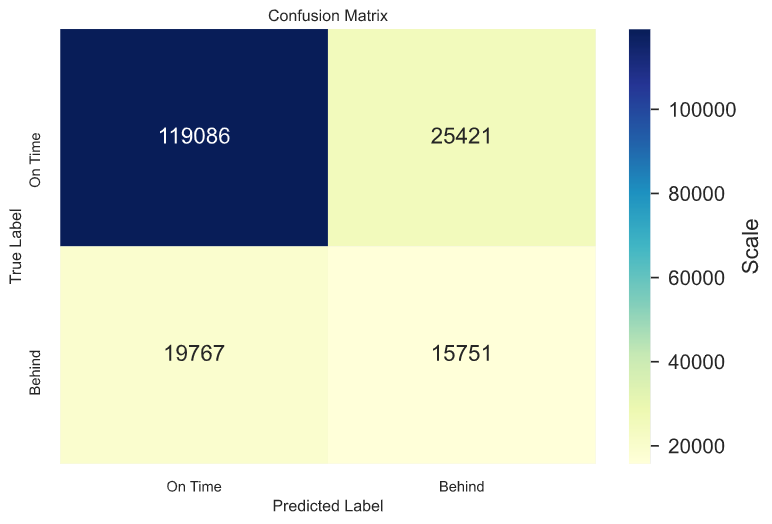 Confusion Matrix
True Label
On Time
Behind
119086
25421
19767
15751
On Time
Behind
Predicted Label
100000
80000
60000
40000
20000
Scale